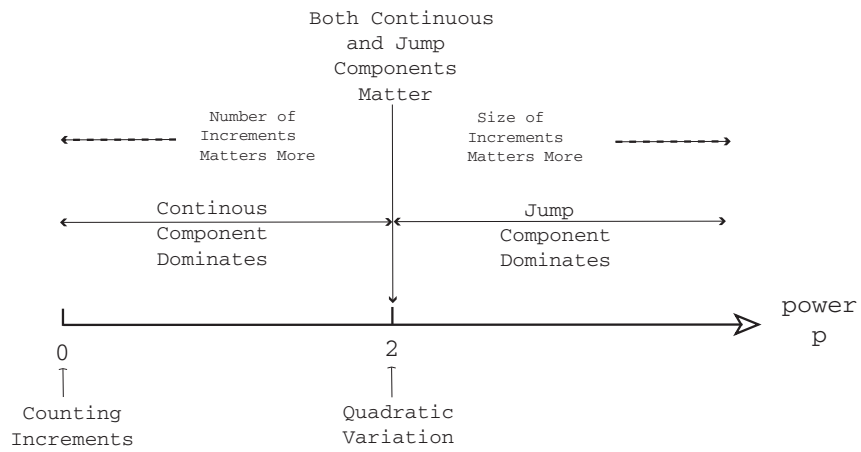 Both Continuous
and Jump
Components
Matter
Number of
Increments
Matters More
Size of
Increments
Matters More
Continous
Component
Dominates
Jump
Component
Dominates
power
p
0
2
Counting
Increments
Quadratic
Variation